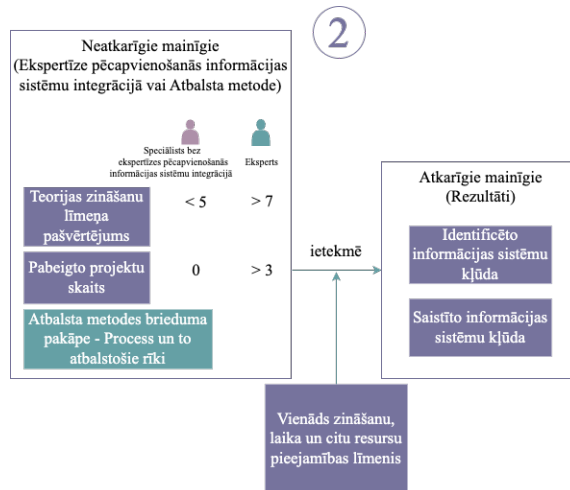 2
Neatkarīgie mainīgie
(Ekspertīze pēcapvienošanās informācijas
sistēmu integrācijā vai Atbalsta metode)
Speciālists bez
ekspertīzes pēcapvienošanās
informācijas sistēmu integrācijā
Eksperts
Teorijas zināšanu
līmeņa
pašvērtējums
< 5
> 7
Pabeigto projektu
skaits
0
> 3
Atbalsta metodes brieduma
pakāpe - Process un to
atbalstošie rīki
ietekmē
Atkarīgie mainīgie
(Rezultāti)
Identificēto
informācijas sistēmu
kļūda
Saistīto informācijas
sistēmu kļūda
Vienāds zināšanu,
laika un citu resursu
pieejamības līmenis